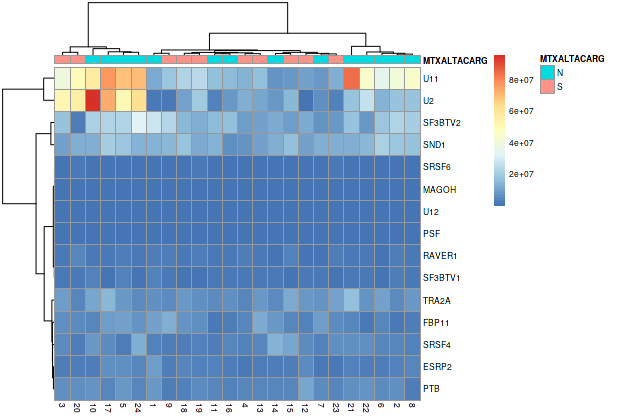 MTXALTACARG
U11
U2
SF3BTV2
SND1
SRSF6
MAGOH
U12
PSF
RAVER1
SF3BTV1
TRA2A
FBP11
SRSF4
ESRP2
PTB
3 20 10 17 5 24 1 9 18 19 11 16 4 13 14 15 12 7 23 21 22 6 2 8
8e+07
6e+07
4e+07
2e+07
MTXALTACARG
N
S